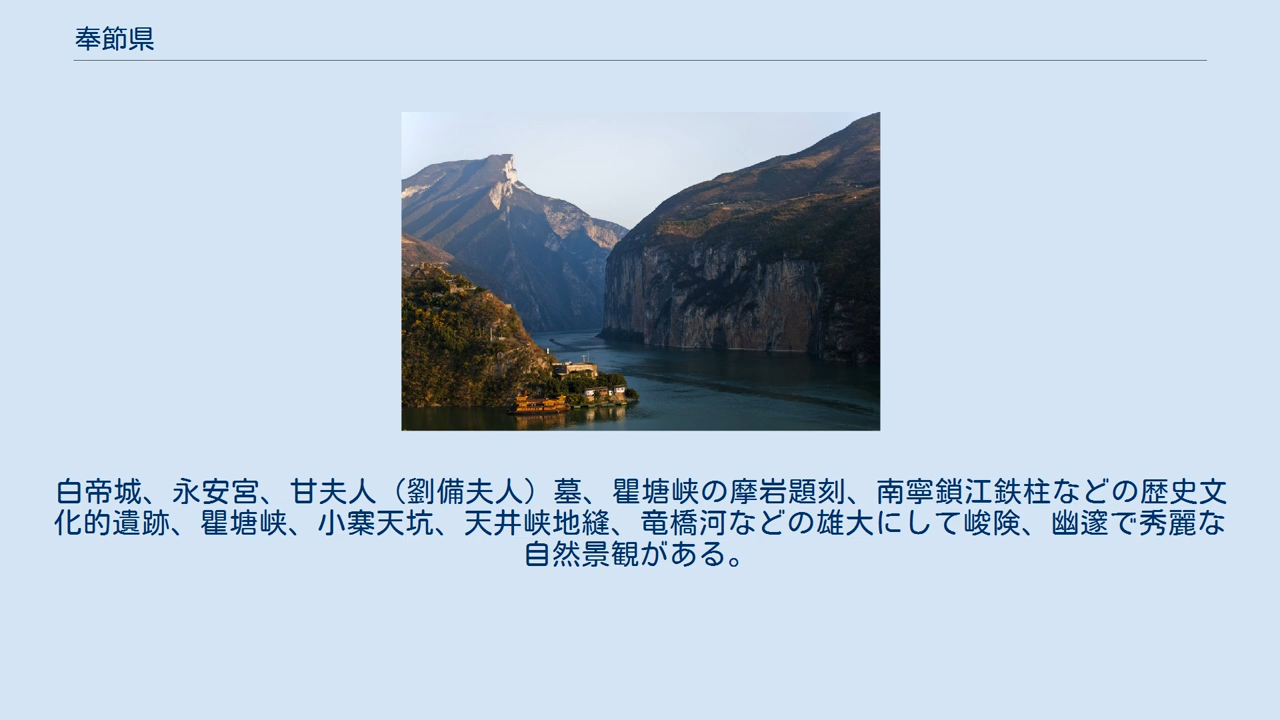 奉節県
白帝城、永安宮、甘夫人（劉備夫人）墓、瞿塘峡の摩岩題刻、南寧鎖江鉄柱などの歴史文
化的遺跡、瞿塘峡、小寨天坑、天井峡地縫、竜橋河などの雄大にして峻険、幽邃で秀麗な
自然景観がある。